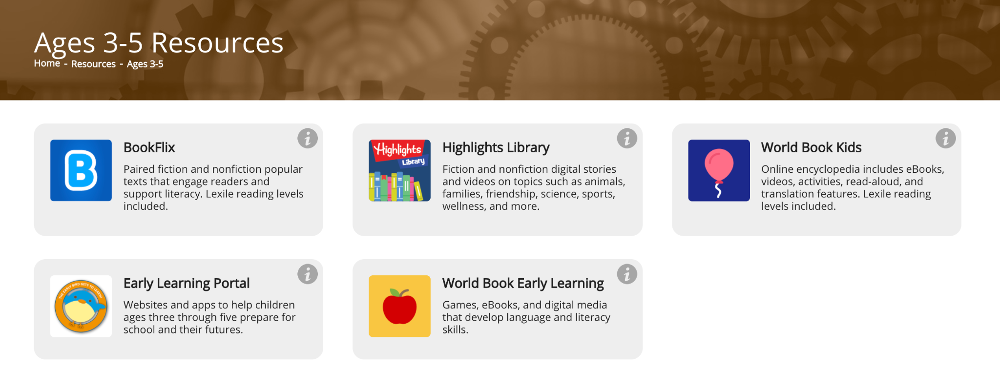 Ages 3-5 Resources
Home - Resources - Ages 3-5
BookFlix
Paired fiction and nonfiction popular
texts that engage readers and
support literacy. Lexile reading levels
included.
i
B
Highlights Library
Fiction and nonfiction digital stories
and videos on topics such as animals,
families, friendship, science, sports,
wellness, and more.
i
Highlights
Library
World Book Kids
Online encyclopedia includes eBooks,
videos, activities, read-aloud, and
translation features. Lexile reading
levels included.
i
Early Learning Portal
Websites and apps to help children
ages three through five prepare for
school and their futures.
i
THE EARLY BIRD GETS TO LEARN!
World Book Early Learning
Games, eBooks, and digital media
that develop language and literacy
skills.
i